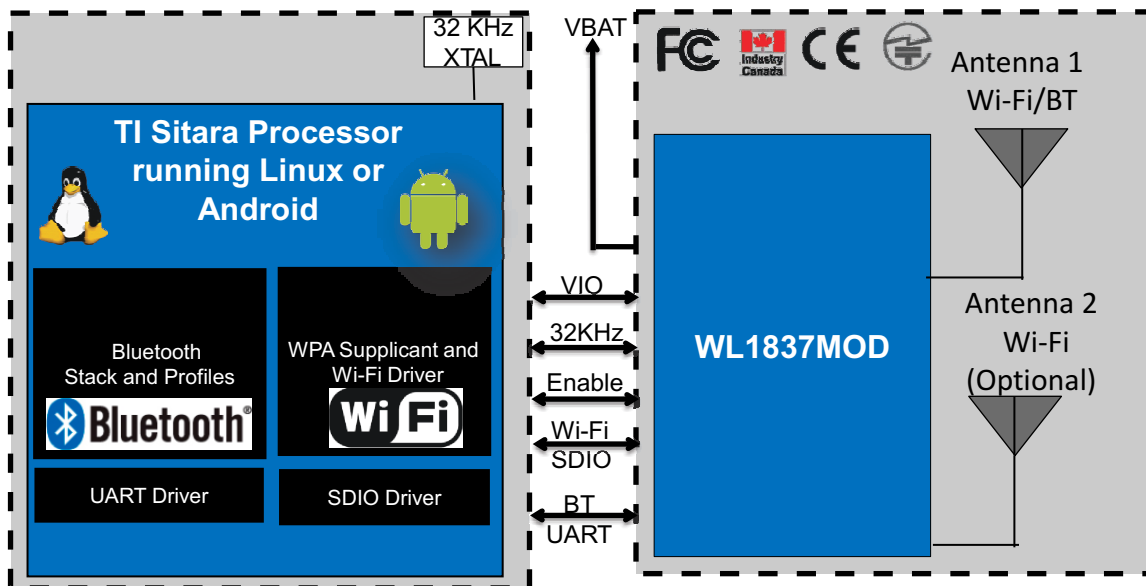 32 KHz
XTAL
TI Sitara Processor
running Linux or
Android
Bluetooth
Stack and Profiles
Bluetooth®
WPA Supplicant and
Wi-Fi Driver
Wi Fi
UART Driver
SDIO Driver
VBAT
VIO
32KHz
Enable
Wi-Fi
SDIO
BT
UART
FC
Industry
Canada
CE
Antenna 1
Wi-Fi/BT
WL1837MOD
Antenna 2
Wi-Fi
(Optional)